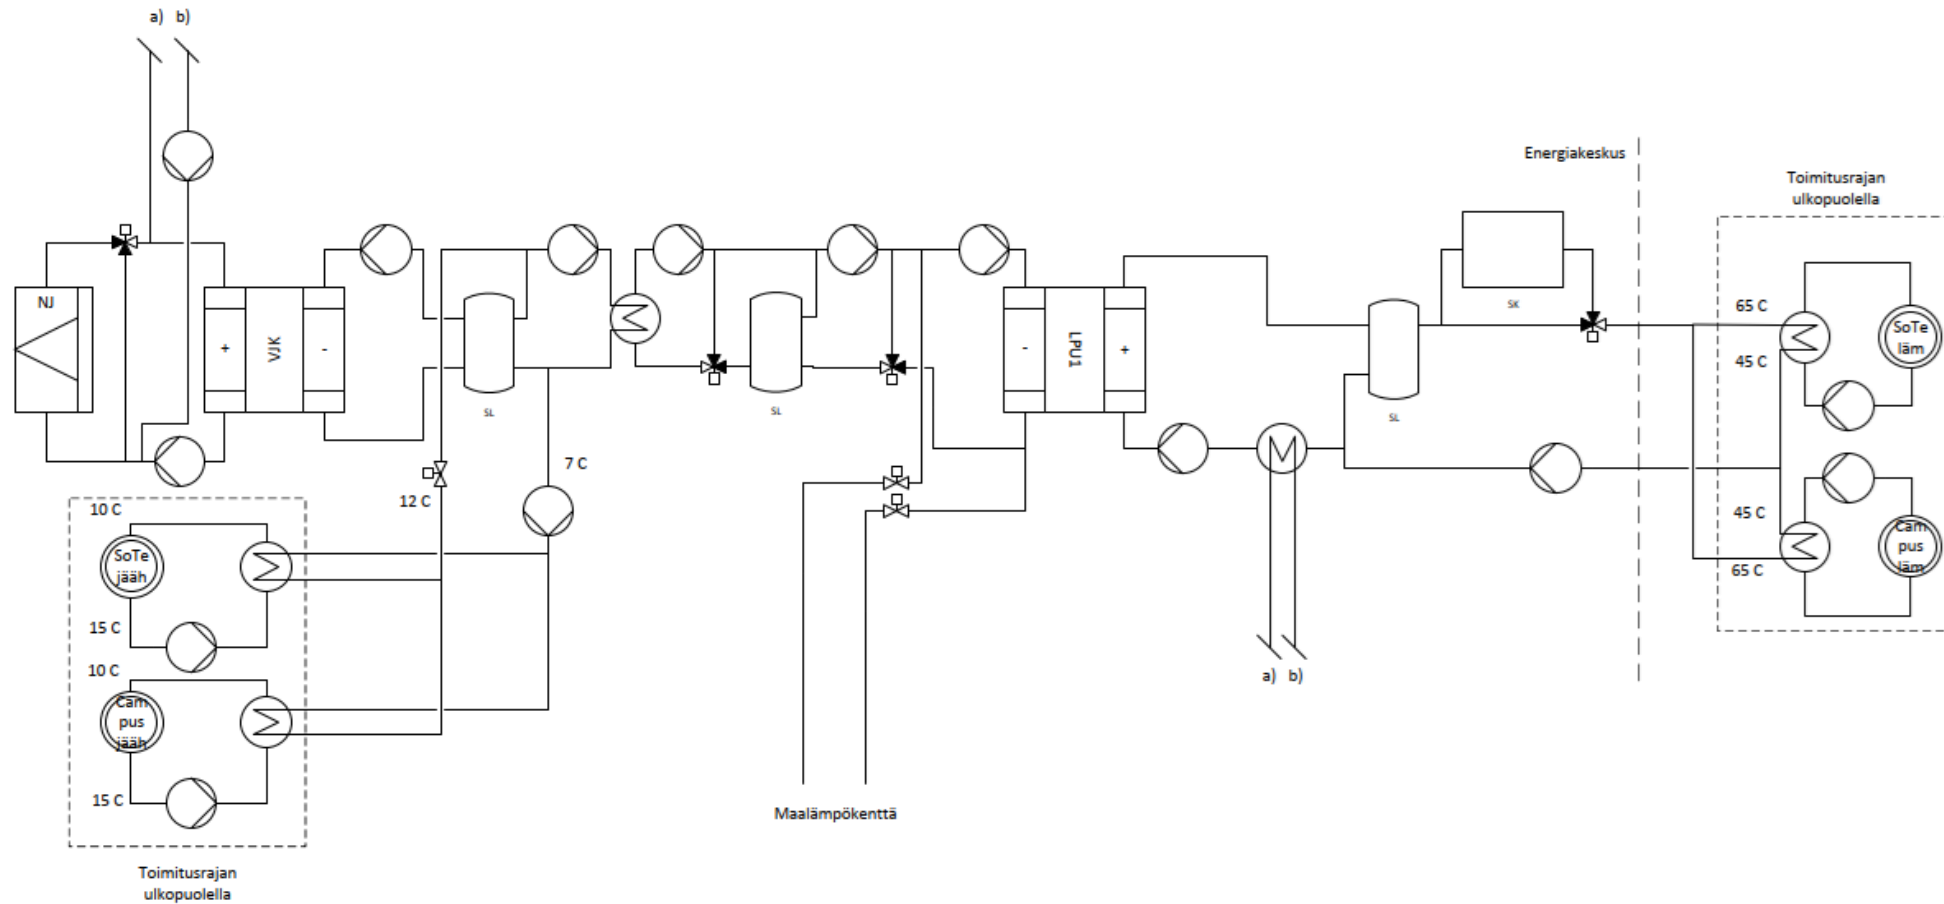 a) b)
Energiakeskus
Toimitusrajan
ulkopuolella
NJ
+
VJK
-
SL
SL
-
LPU1
+
SK
SL
65 C
45 C
SoTe
läm
45 C
65 C
Cam
pus
läm
7 C
12 C
10 C
SoTe
jääh
15 C
10 C
Cam
pus
jääh
15 C
a) b)
Maalämpökenttä
Toimitusrajan
ulkopuolella